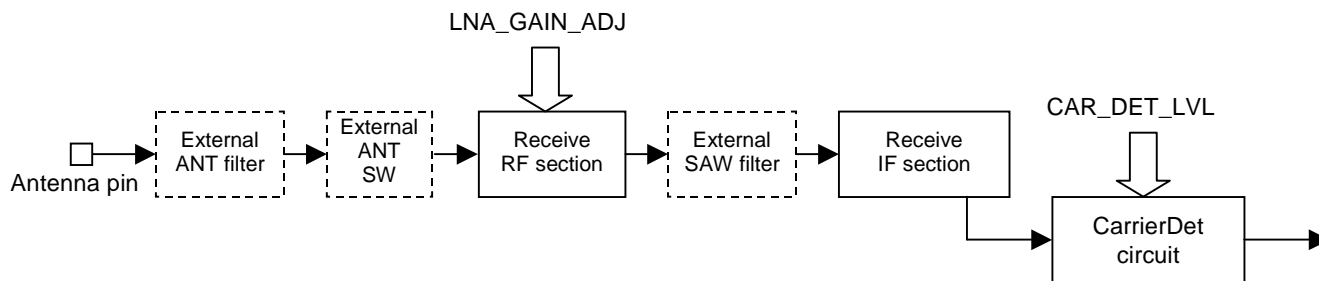 LNA_GAIN_ADJ
CAR_DET_LVL
Antenna pin
External
ANT filter
External
ANT
SW
Receive
RF section
External
SAW filter
Receive
IF section
CarrierDet
circuit